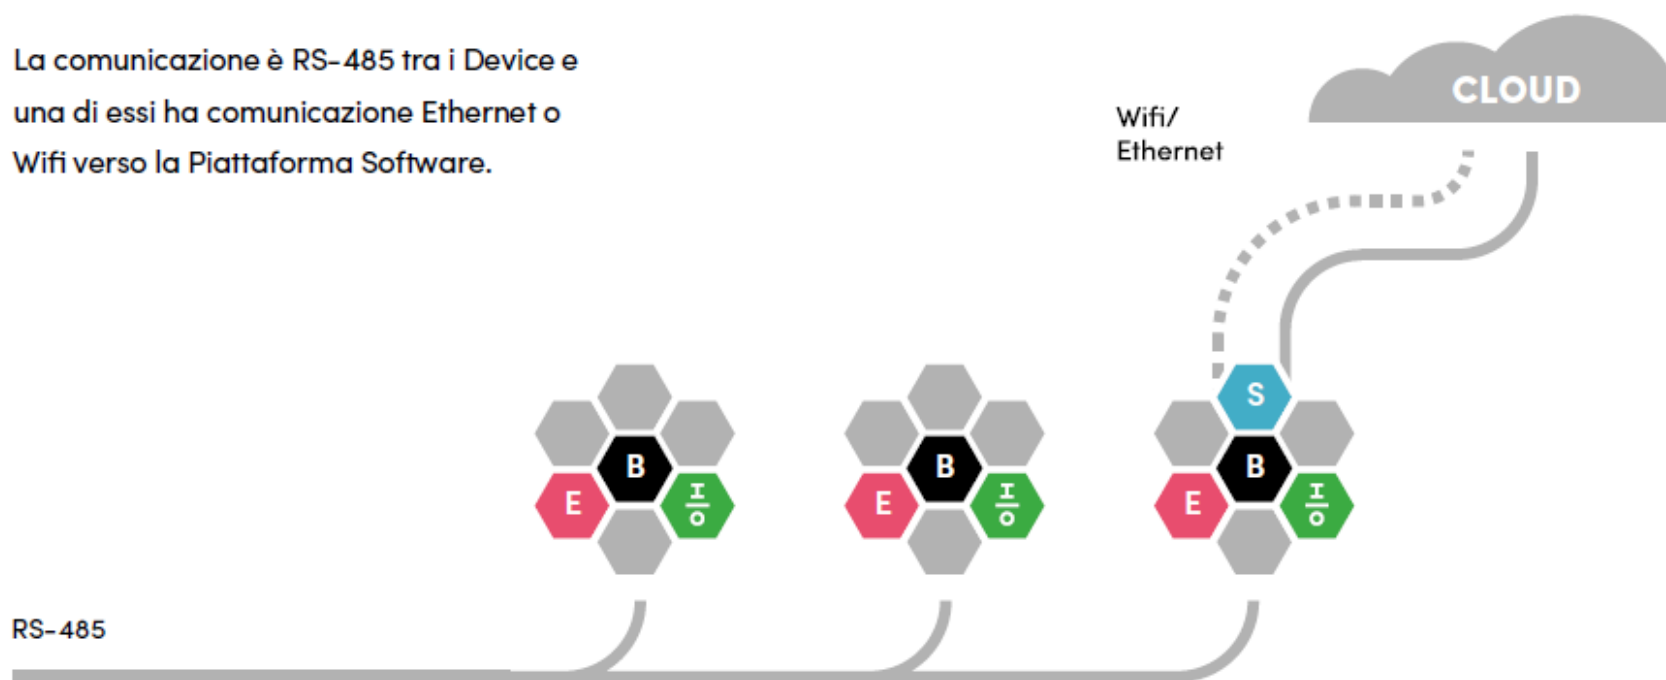 La comunicazione è RS-485 tra i Device e
una di essi ha comunicazione Ethernet o
Wifi verso la Piattaforma Software.
Wifi/
Ethernet
CLOUD
S
B
E
I
O
B
E
I
O
B
E
I
O
RS-485